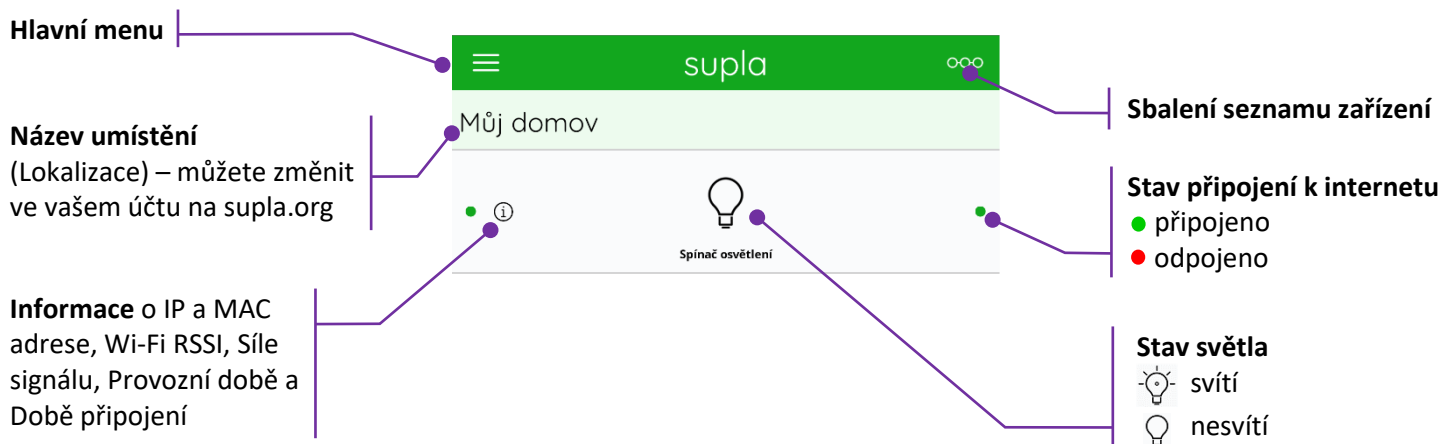 Hlavní menu
supla
Sbalení seznamu zařízení
Název umístění
(Lokalizace) – můžete změnit
ve vašem účtu na supla.org
Můj domov
Spínač osvětlení
Stav připojení k internetu
připojeno
odpojeno
Informace o IP a MAC
adrese, Wi-Fi RSSI, Síle
signálu, Provozní době a
Době připojení
Stav světla
svítí
nesvítí